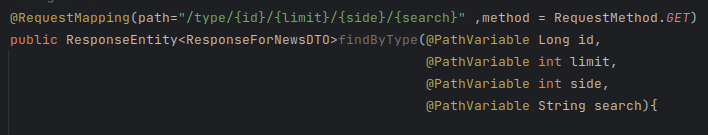 @RequestMapping(path="/type/{id}/{limit}/{side}/{search}" ,method = RequestMethod.GET)
public ResponseEntity<ResponseForNewsDTO>findByType(@PathVariable Long id,
@PathVariable int limit,
@PathVariable int side,
@PathVariable String search){